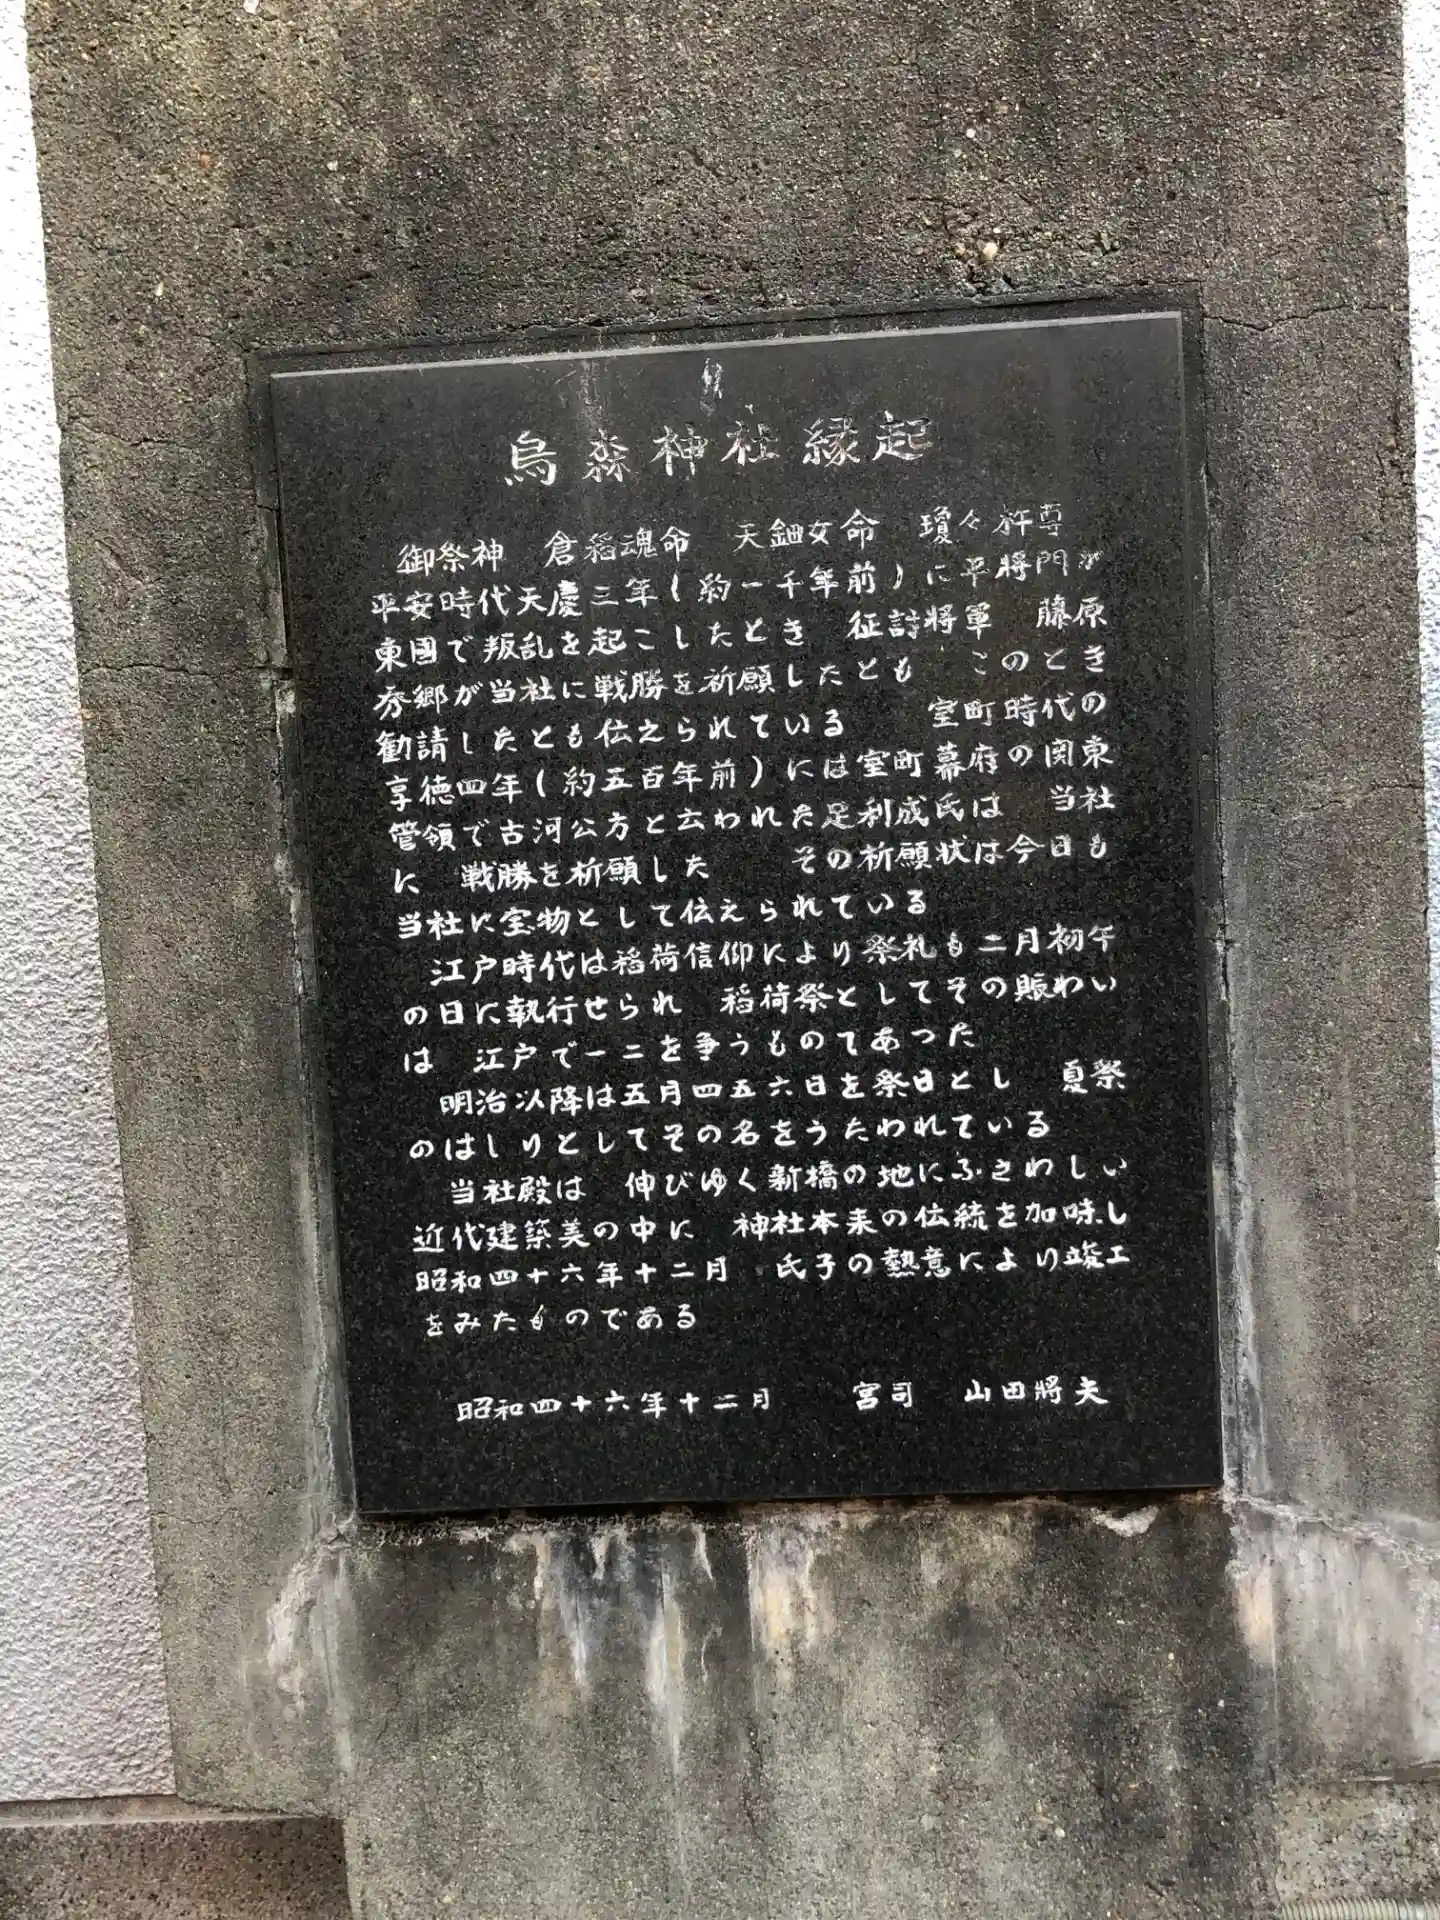 烏森神社縁起
御祭神　倉稲魂命　天鈿女命　瓊々杵尊
平安時代天慶三年(約一千年前)に平將門が
東國で叛乱を起こしたとき　征討將軍　藤原
秀郷が当社に戦勝を祈願したとも　このとき
勧請したとも伝えられている　　室町時代の
享徳四年(約五百年前)には室町幕府の関東
管領で古河公方と云われた足利成氏は　当社
に　戦勝を祈願した　　その祈願状は今日も
当社に宝物として伝えられている
江戸時代は稲荷信仰により祭礼も二月初午
の日に執行せられ　稲荷祭としてその賑わい
は　江戸で一二を争うものてあつた
明治以降は五月四五六日を祭日とし　夏祭
のはしりとしてその名をうたわれている
当社殿は　伸びゆく新橋の地にふさわしい
近代建築美の中に　神社本来の伝統を加味し
昭和四十六年十二月　氏子の熱意により竣工
をみたものである
昭和四十六年十二月　　宮司　山田將夫